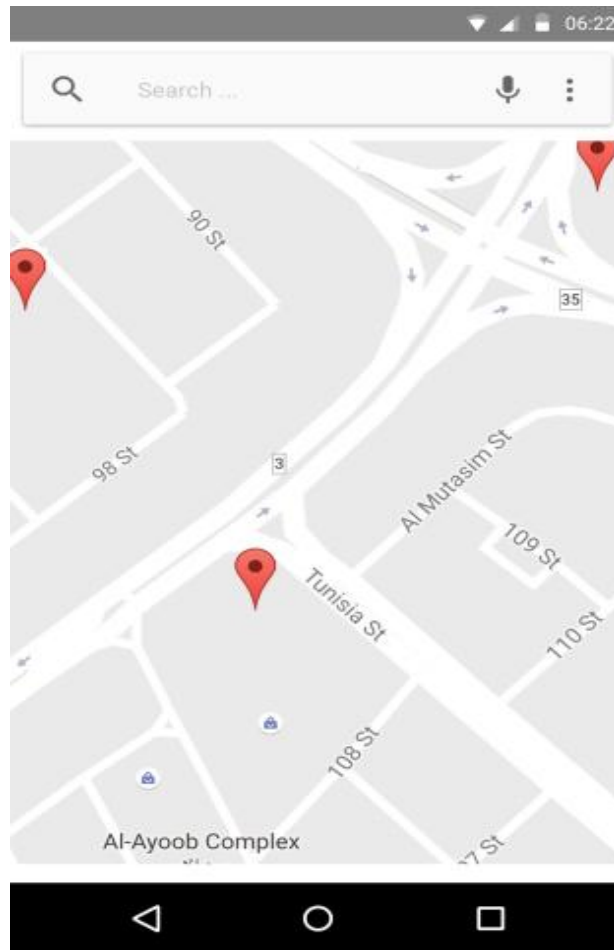 06:22
Search ...
90 St
35
98 St
3
Al Mutasim St
109 St
Tunisia St
110 St
108 St
Al-Ayoob Complex